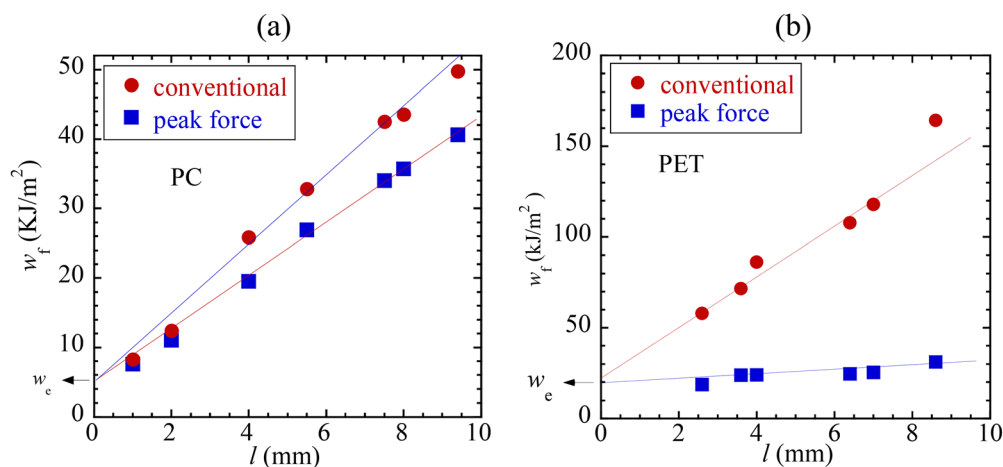 (a)
50
40
30
20
10
0
w_f (KJ/m²)
w_e
conventional
peak force
PC
0 2 4 6 8 10
l (mm)
(b)
200
150
100
50
0
w_f (kJ/m²)
w_e
conventional
peak force
PET
0 2 4 6 8 10
l (mm)